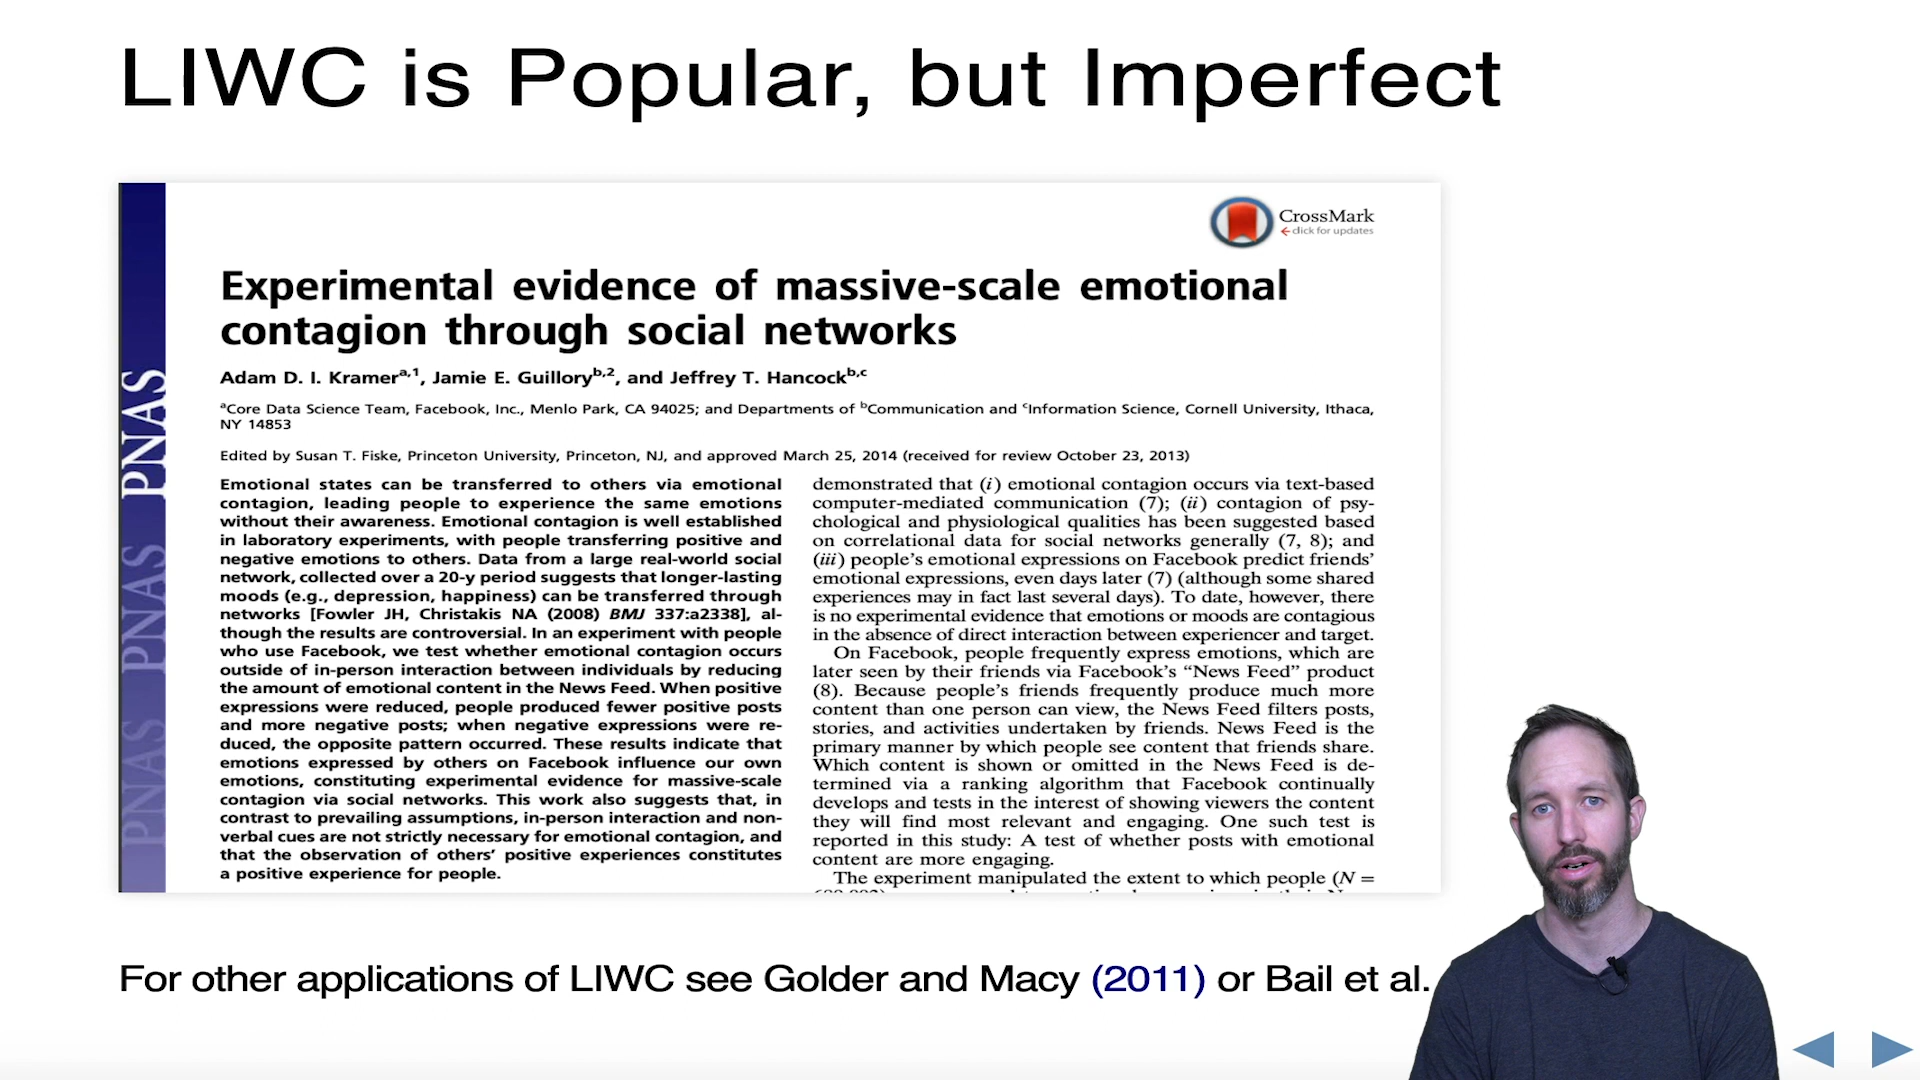 LIWC is Popular, but Imperfect
PNAS PNAS PNAS
CrossMark
click for updates
Experimental evidence of massive-scale emotional
contagion through social networks
Adam D. I. Kramerᵃ,¹, Jamie E. Guilloryᵇ,², and Jeffrey T. Hancockᵇ,ᶜ
ᵃCore Data Science Team, Facebook, Inc., Menlo Park, CA 94025; and Departments of ᵇCommunication and ᶜInformation Science, Cornell University, Ithaca,
NY 14853
Edited by Susan T. Fiske, Princeton University, Princeton, NJ, and approved March 25, 2014 (received for review October 23, 2013)
Emotional states can be transferred to others via emotional
contagion, leading people to experience the same emotions
without their awareness. Emotional contagion is well established
in laboratory experiments, with people transferring positive and
negative emotions to others. Data from a large real-world social
network, collected over a 20-y period suggests that longer-lasting
moods (e.g., depression, happiness) can be transferred through
networks [Fowler JH, Christakis NA (2008) BMJ 337:a2338], al-
though the results are controversial. In an experiment with people
who use Facebook, we test whether emotional contagion occurs
outside of in-person interaction between individuals by reducing
the amount of emotional content in the News Feed. When positive
expressions were reduced, people produced fewer positive posts
and more negative posts; when negative expressions were re-
duced, the opposite pattern occurred. These results indicate that
emotions expressed by others on Facebook influence our own
emotions, constituting experimental evidence for massive-scale
contagion via social networks. This work also suggests that, in
contrast to prevailing assumptions, in-person interaction and non-
verbal cues are not strictly necessary for emotional contagion, and
that the observation of others' positive experiences constitutes
a positive experience for people.
demonstrated that (i) emotional contagion occurs via text-based
computer-mediated communication (7); (ii) contagion of psy-
chological and physiological qualities has been suggested based
on correlational data for social networks generally (7, 8); and
(iii) people's emotional expressions on Facebook predict friends'
emotional expressions, even days later (7) (although some shared
experiences may in fact last several days). To date, however, there
is no experimental evidence that emotions or moods are contagious
in the absence of direct interaction between experiencer and target.
On Facebook, people frequently express emotions, which are
later seen by their friends via Facebook's “News Feed” product
(8). Because people's friends frequently produce much more
content than one person can view, the News Feed filters posts,
stories, and activities undertaken by friends. News Feed is the
primary manner by which people see content that friends share.
Which content is shown or omitted in the News Feed is de-
termined via a ranking algorithm that Facebook continually
develops and tests in the interest of showing viewers the content
they will find most relevant and engaging. One such test is
reported in this study: A test of whether posts with emotional
content are more engaging.
The experiment manipulated the extent to which people (N =
For other applications of LIWC see Golder and Macy (2011) or Bail et al.